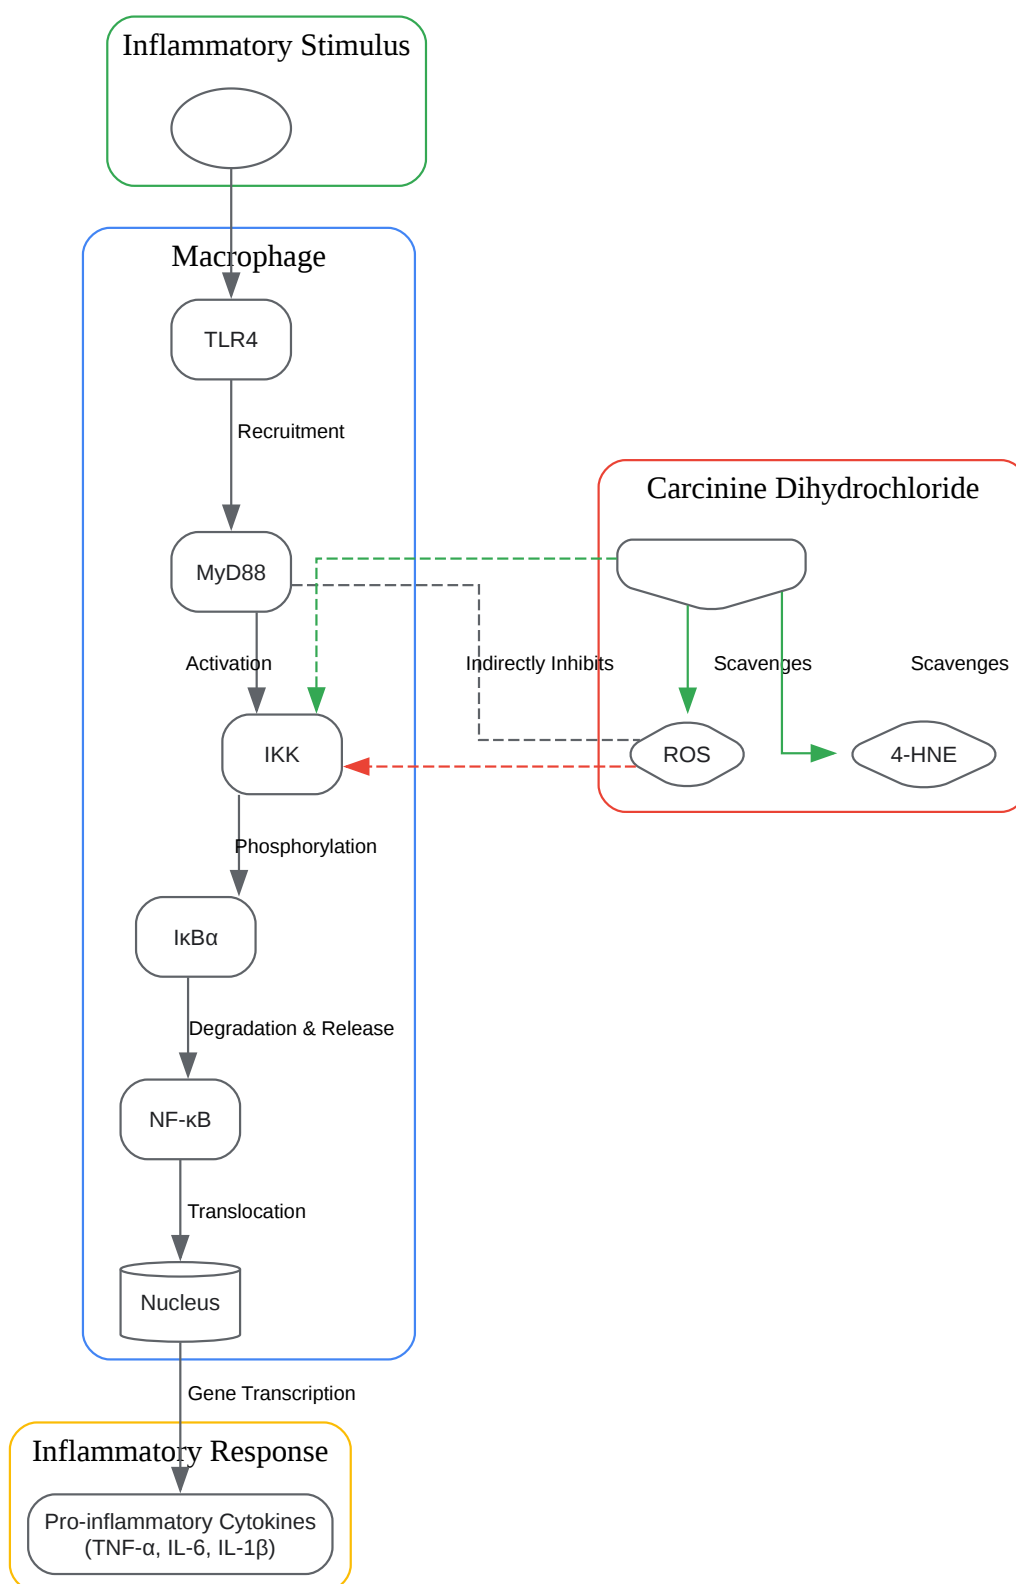 Inflammatory Stimulus
Macrophage
TLR4
Recruitment
Carcinine Dihydrochloride
MyD88
Activation
Indirectly Inhibits
Scavenges
Scavenges
IKK
ROS
4-HNE
Phosphorylation
IκBα
Degradation & Release
NF-κB
Translocation
Nucleus
Gene Transcription
Inflammatory Response
Pro-inflammatory Cytokines
(TNF-α, IL-6, IL-1β)